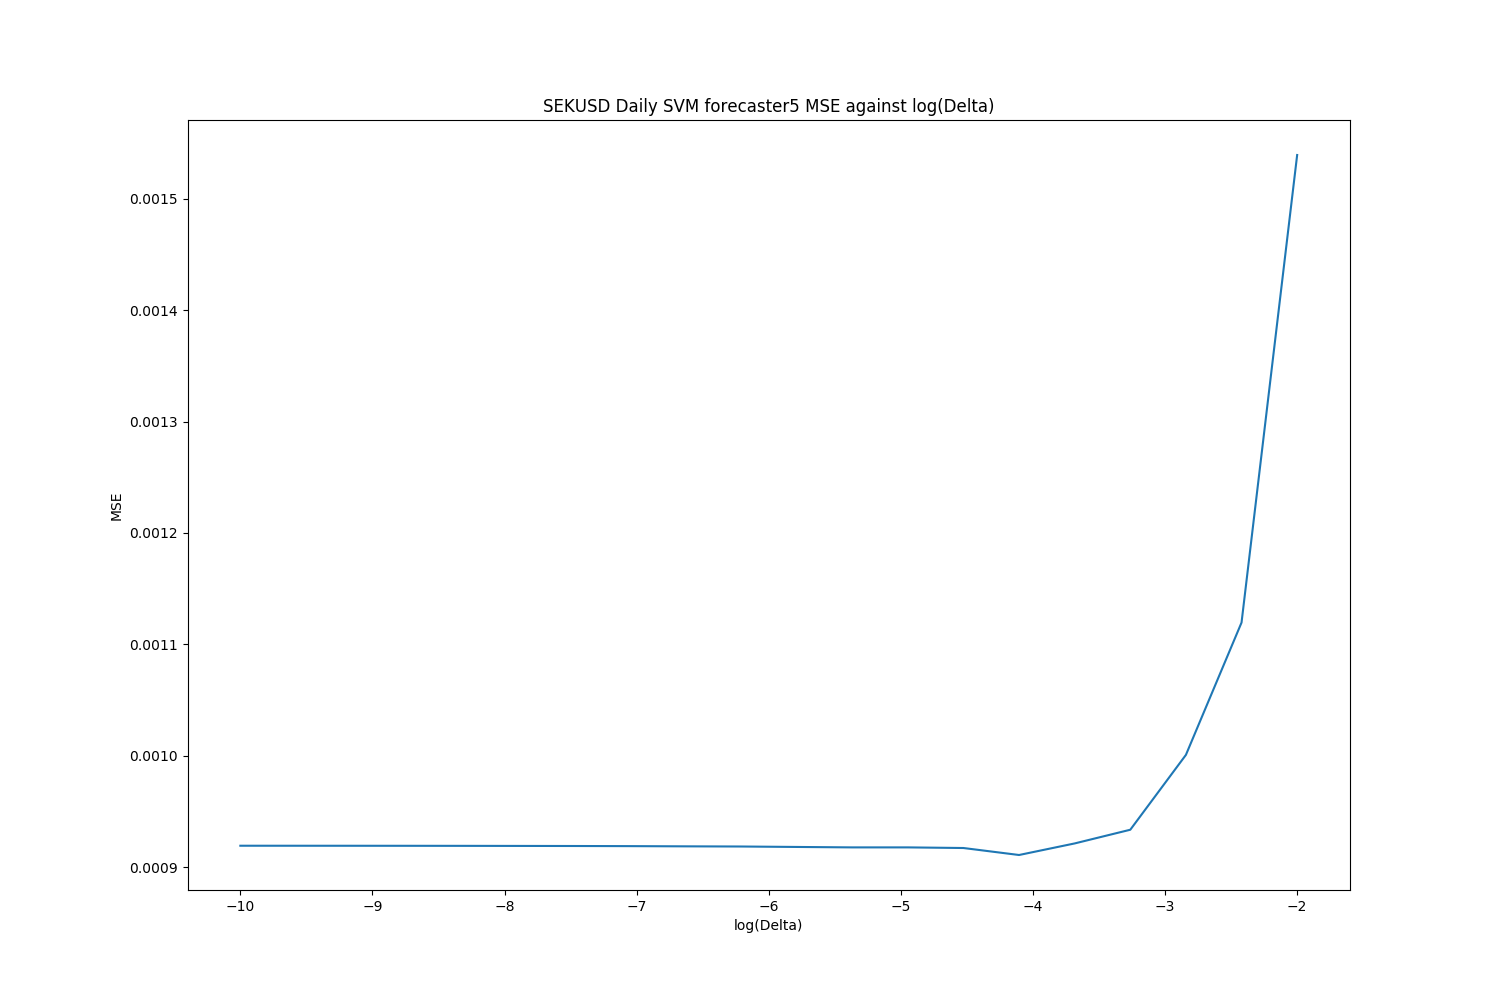 SEKUSD Daily SVM forecaster5 MSE against log(Delta)
0.0015
0.0014
0.0013
0.0012
MSE
0.0011
0.0010
0.0009
−10 −9 −8 −7 −6 −5 −4 −3 −2
log(Delta)